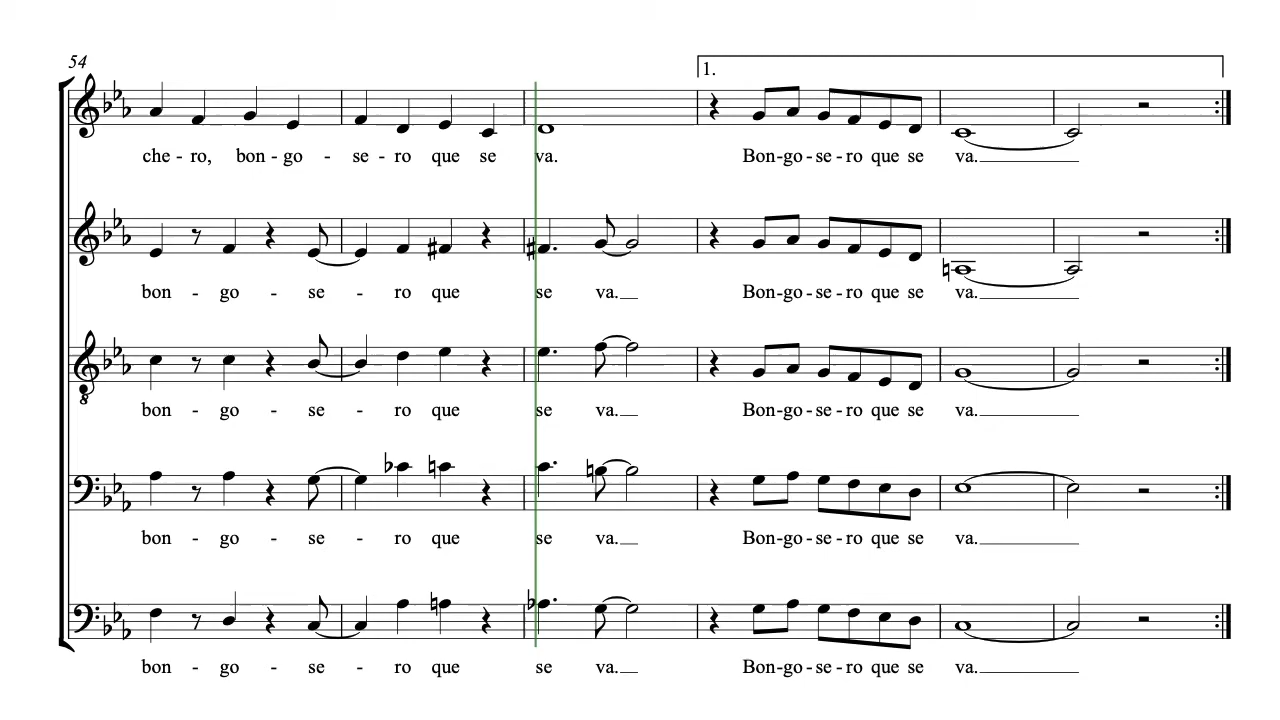 54
1.
che - ro, bon - go - se - ro que se va. Bon - go - se - ro que se va.
bon - go - se - ro que se va. Bon - go - se - ro que se va.
bon - go - se - ro que se va. Bon - go - se - ro que se va.
bon - go - se - ro que se va. Bon - go - se - ro que se va.
bon - go - se - ro que se va. Bon - go - se - ro que se va.